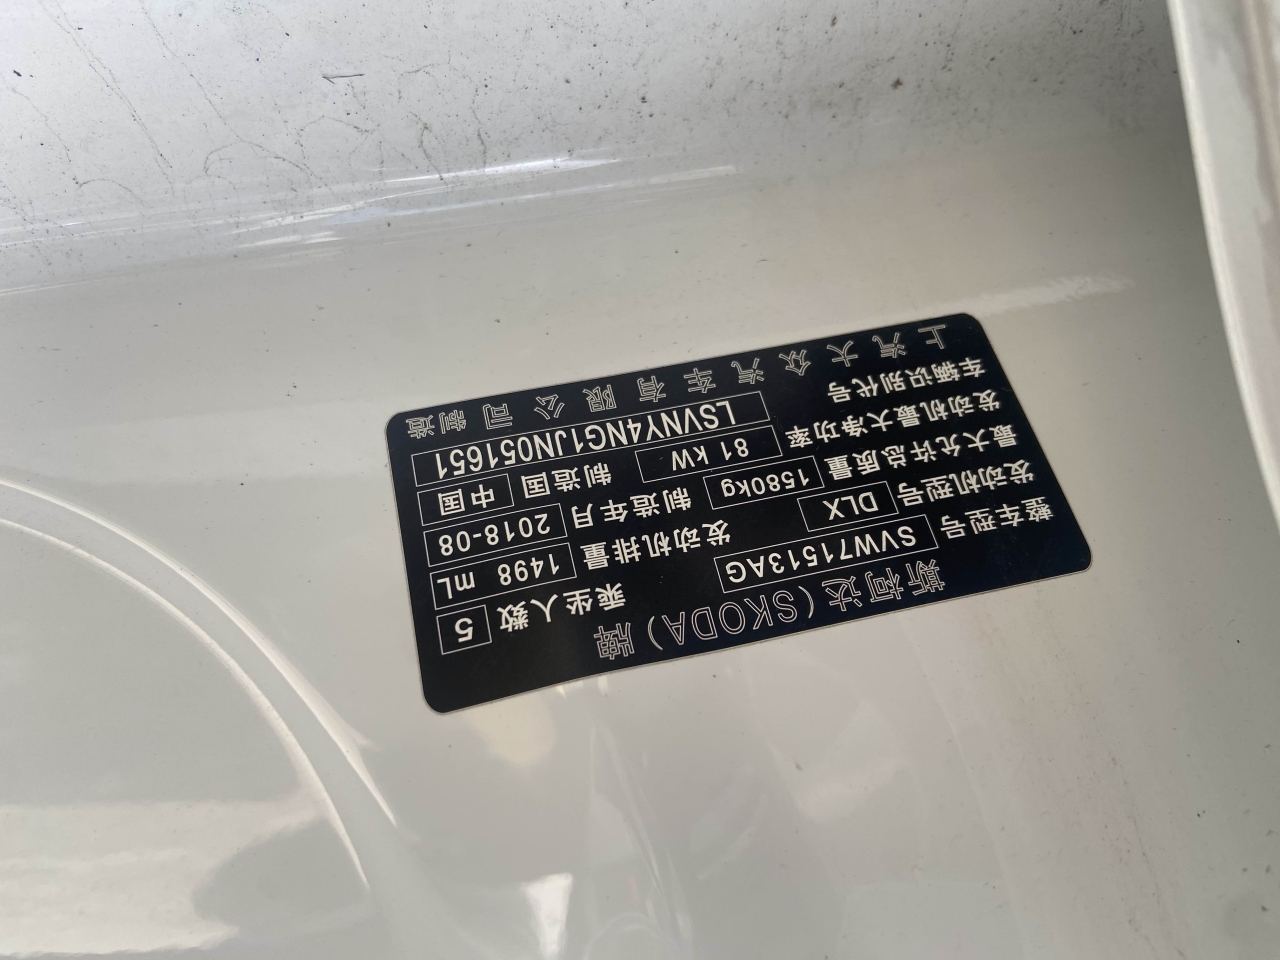 斯柯达(SKODA)牌
整车型号 SVW71513AG 乘坐人数 5
发动机型号 DLX 发动机排量 1498 mL
最大允许总质量 1580kg 制造年月 2018-08
发动机最大净功率 81 kW 制造国 中国
车辆识别代号 LSVNY4NG1JN051651
上汽大众汽车有限公司制造